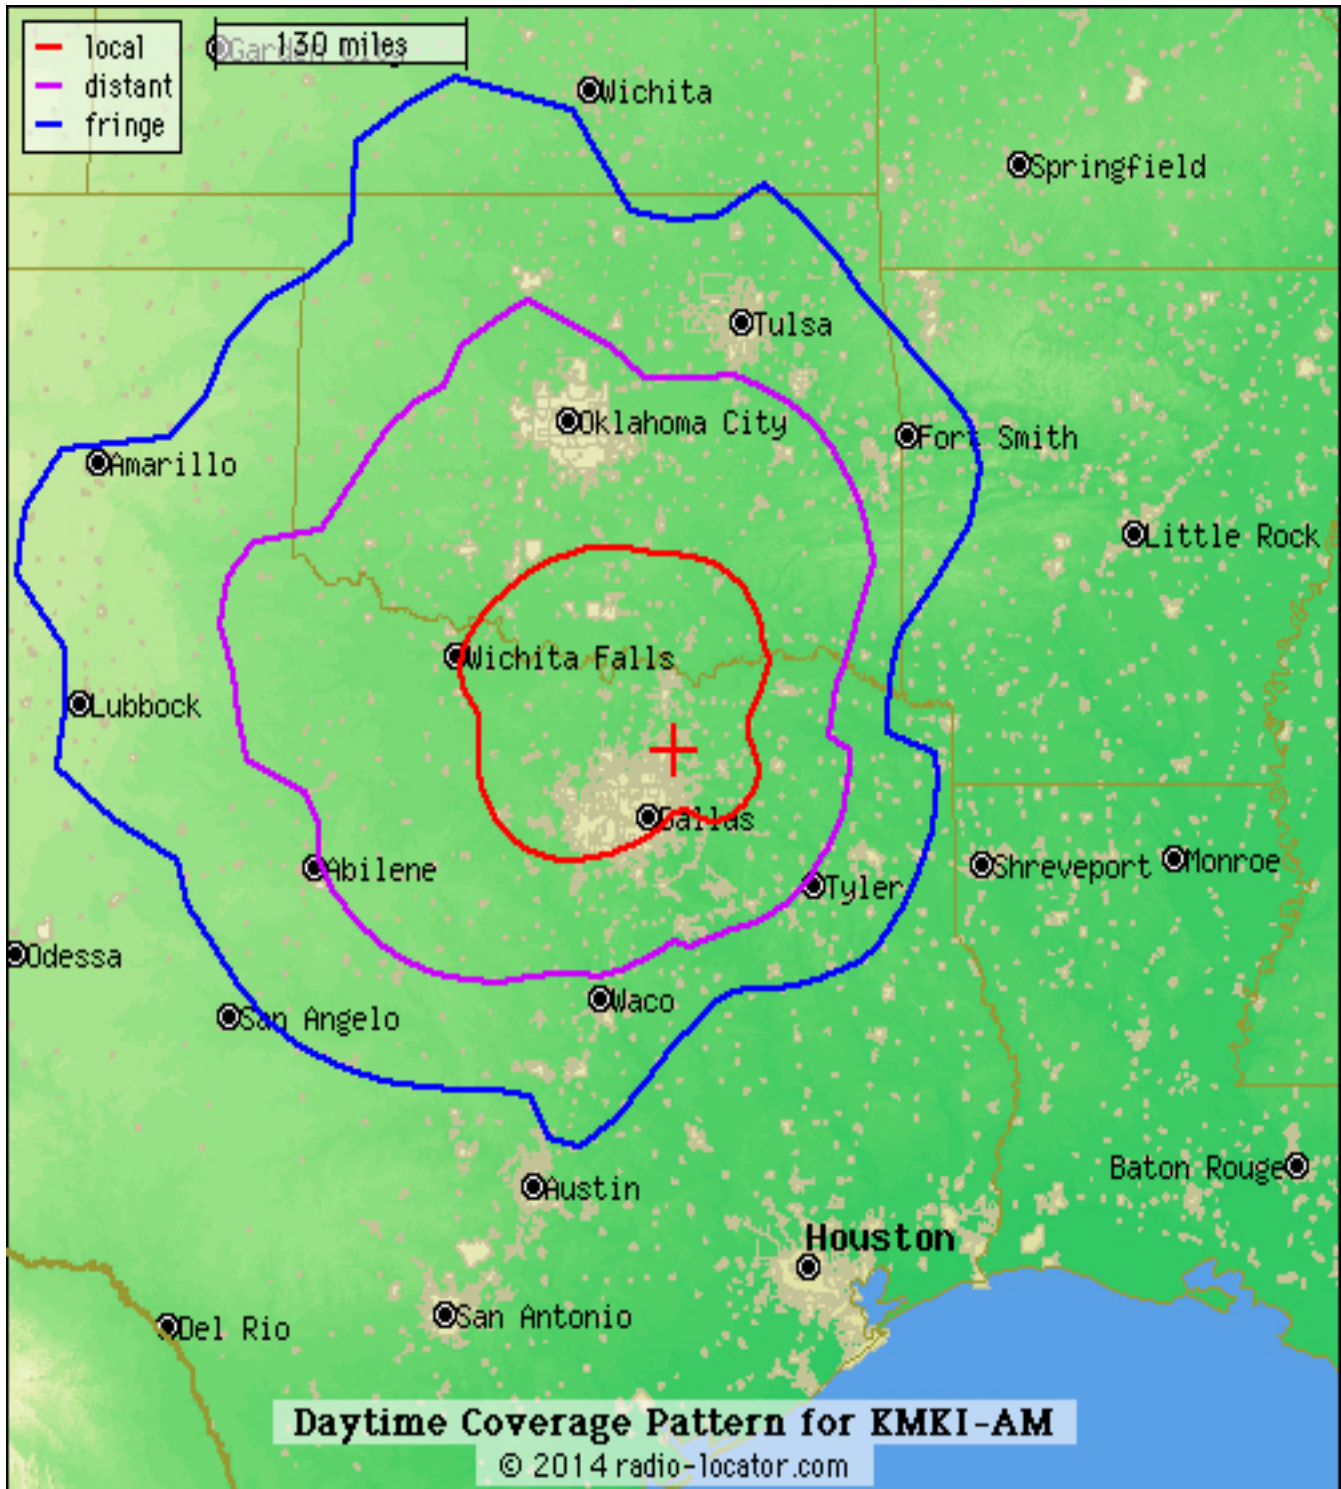 local
distant
fringe
Garden City
130 miles
Wichita
Springfield
Tulsa
Oklahoma City
Fort Smith
Amarillo
Little Rock
Wichita Falls
Lubbock
Dallas
Abilene
Tyler
Shreveport
Monroe
Odessa
Waco
San Angelo
Baton Rouge
Austin
Houston
San Antonio
Del Rio
Daytime Coverage Pattern for KMKI-AM
© 2014 radio-locator.com